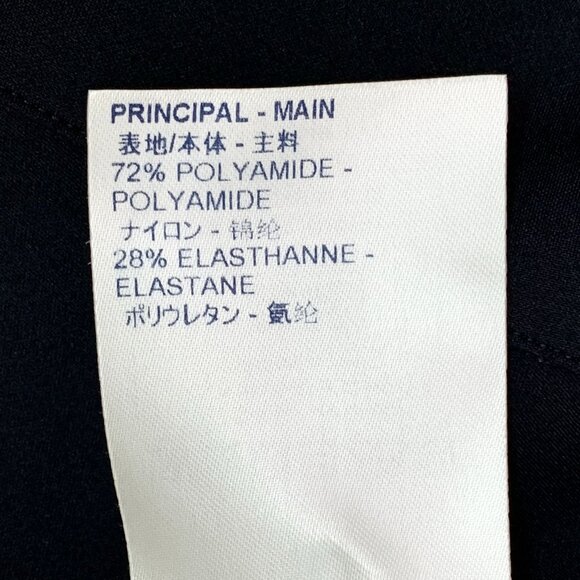 PRINCIPAL - MAIN
表地/本体 - 主料
72% POLYAMIDE -
POLYAMIDE
ナイロン - 锦纶
28% ELASTHANNE -
ELASTANE
ポリウレタン - 氨纶